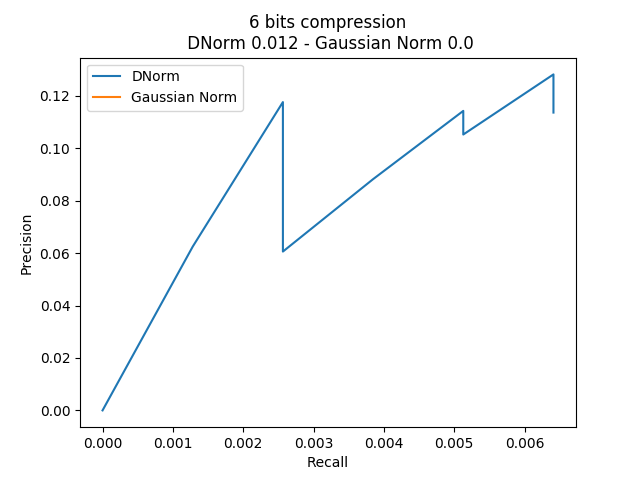 6 bits compression
DNorm 0.012 - Gaussian Norm 0.0
DNorm
Gaussian Norm
0.12
0.10
0.08
0.06
0.04
0.02
0.00
Precision
0.000 0.001 0.002 0.003 0.004 0.005 0.006
Recall